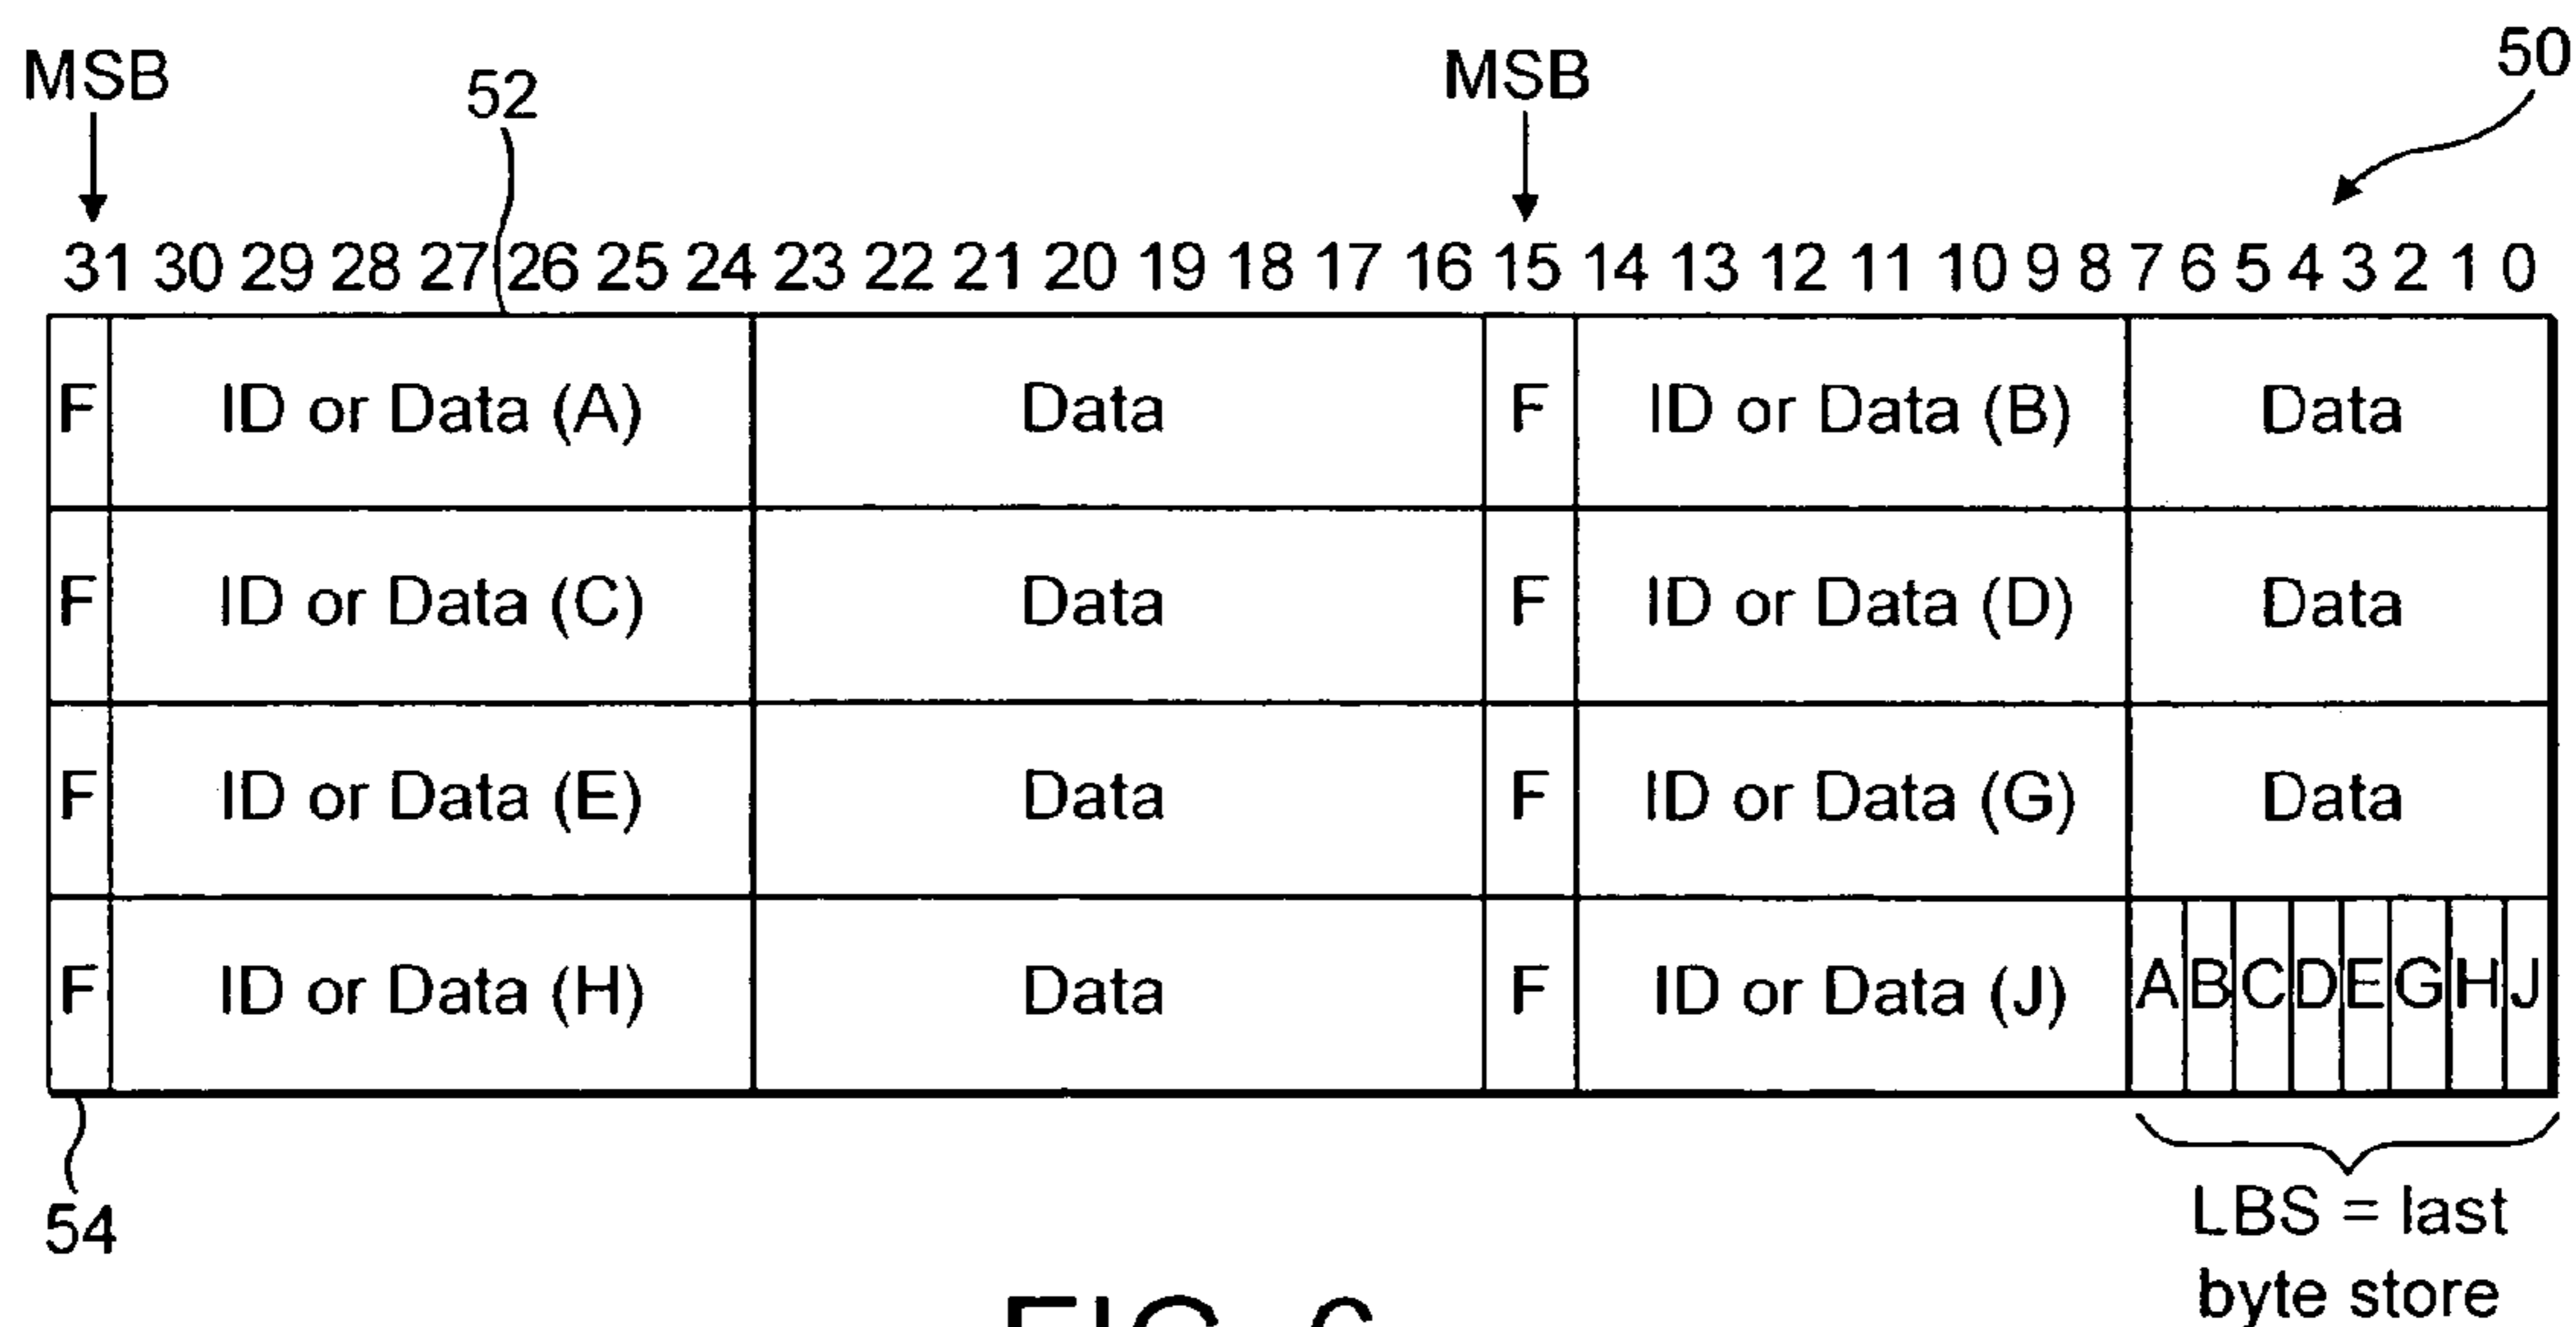 MSB
52
MSB
50
31 30 29 28 27 26 25 24 23 22 21 20 19 18 17 16 15 14 13 12 11 10 9 8 7 6 5 4 3 2 1 0
F ID or Data (A) Data F ID or Data (B) Data
F ID or Data (C) Data F ID or Data (D) Data
F ID or Data (E) Data F ID or Data (G) Data
F ID or Data (H) Data F ID or Data (J) A B C D E G H J
54
LBS = last
byte store
FIG. 6